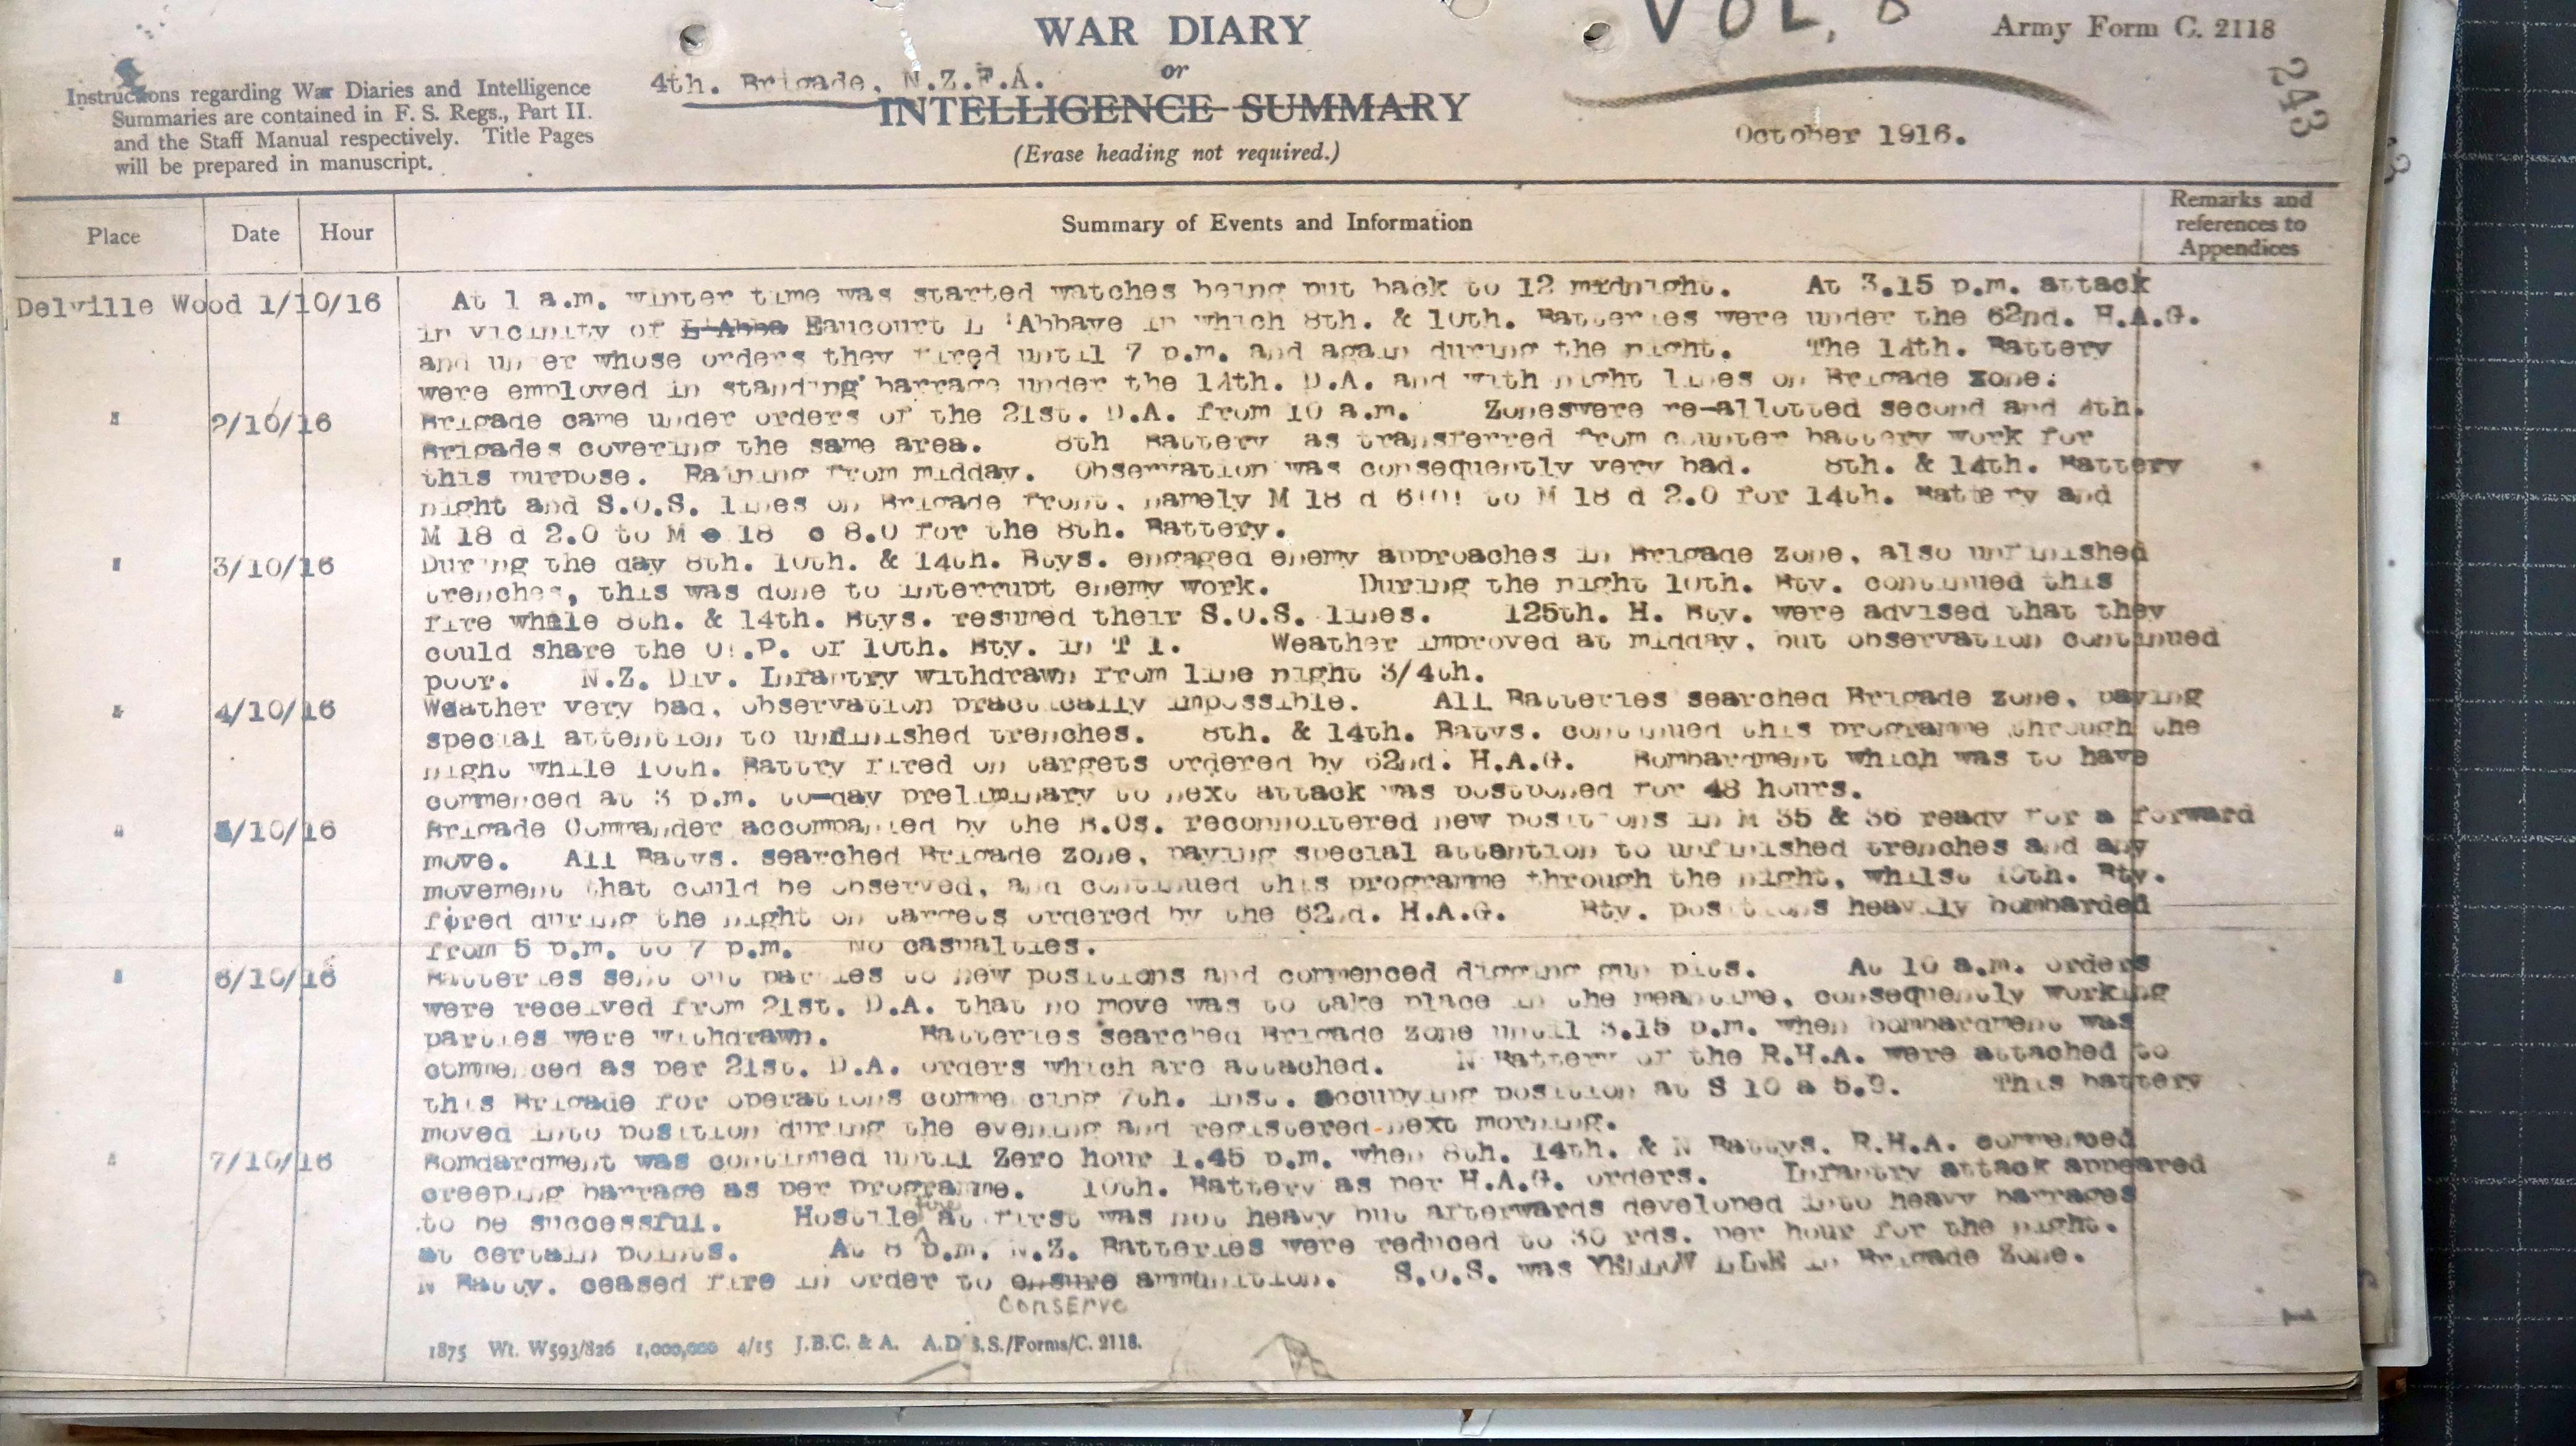 WAR DIARY
VOL, 8
Army Form C. 2118
or
4th. Brigade, N.Z.F.A.
INTELLIGENCE SUMMARY
(Erase heading not required.)
Instructions regarding War Diaries and Intelligence
Summaries are contained in F. S. Regs., Part II.
and the Staff Manual respectively. Title Pages
will be prepared in manuscript.
October 1916.
243
Place Date Hour Summary of Events and Information Remarks and
references to
Appendices
Delville Wood 1/10/16 At 1 a.m. winter time was started watches being put back to 12 midnight. At 3.15 p.m. attack
in vicinity of L'Abba Eaucourt L 'Abbaye in which 8th. & 10th. Batteries were under the 62nd. H.A.G.
and un er whose orders they fired until 7 p.m. and again during the night. The 14th. Battery
were employed in standing barrage under the 14th. D.A. and with night lines on Brigade zone.
" 2/10/16 Brigade came under orders of the 21st. D.A. from 10 a.m. Zoneswere re-allotted second and 4th.
Brigades covering the same area. 8th Battery as transferred from counter battery work for
this purpose. Raining from midday. Observation was consequently very bad. 8th. & 14th. Battery
night and S.O.S. lines on Brigade front, namely M 18 d 6!0! to M 18 d 2.0 for 14th. Battery and
M 18 d 2.0 to M 18 c 8.0 for the 8th. Battery.
" 3/10/16 During the day 8th. 10th. & 14th. Btys. engaged enemy approaches in Brigade zone, also unfinished
trenches, this was done to interrupt enemy work. During the night 10th. Bty. continued this
fire while 8th. & 14th. Btys. resumed their S.O.S. lines. 125th. H. Bty. were advised that they
could share the O!.P. of 10th. Bty. in T 1. Weather improved at midday, but observation continued
poor. N.Z. Div. Infantry withdrawn from line night 3/4th.
" 4/10/16 Weather very bad, observation practically impossible. All Batteries searched Brigade zone, paying
special attention to unfinished trenches. 8th. & 14th. Batys. continued this programme through the
night while 10th. Battry fired on targets ordered by 62nd. H.A.G. Bombardment which was to have
commenced at 3 p.m. to-day preliminary to next attack was postponed for 48 hours.
" 5/10/16 Brigade Commander accompanied by the B.Cs. reconnoitered new positions in M 35 & 36 ready for a forward
move. All Batys. searched Brigade zone, paying special attention to unfinished trenches and any
movement that could be observed, and continued this programme through the night, whilst 10th. Bty.
fired during the night on targets ordered by the 62nd. H.A.G. Bty. positions heavily bombarded
from 5 p.m. to 7 p.m. No casualties.
" 6/10/16 Batteries sent out parties to new positions and commenced digging gun pits. At 10 a.m. orders
were received from 21st. D.A. that no move was to take place in the meantime, consequently working
parties were withdrawn. Batteries searched Brigade zone until 3.15 p.m. when bombardment was
commenced as per 21st. D.A. orders which are attached. N Battery of the R.H.A. were attached to
this Brigade for operations commencing 7th. inst. occupying position at S 10 a 5.9. This battery
moved into position during the evening and registered next morning.
" 7/10/16 Bomdardment was continued until Zero hour 1.45 p.m. when 8th. 14th. & N Battys. R.H.A. commenced
creeping barrage as per programme. 10th. Battery as per H.A.G. orders. Infantry attack appeared
to be successful. Hostile fire at first was not heavy but afterwards developed into heavy barrages
at certain points. At 8 p.m. N.Z. Batteries were reduced to 30 rds. per hour for the night.
N Batty. ceased fire in order to ensure ammunition. S.O.S. was YELLOW LINE in Brigade Zone.
ConsErve
1875 Wt. W593/826 1,000,000 4/15 J.B.C. & A. A.D.S.S./Forms/C. 2118.
1